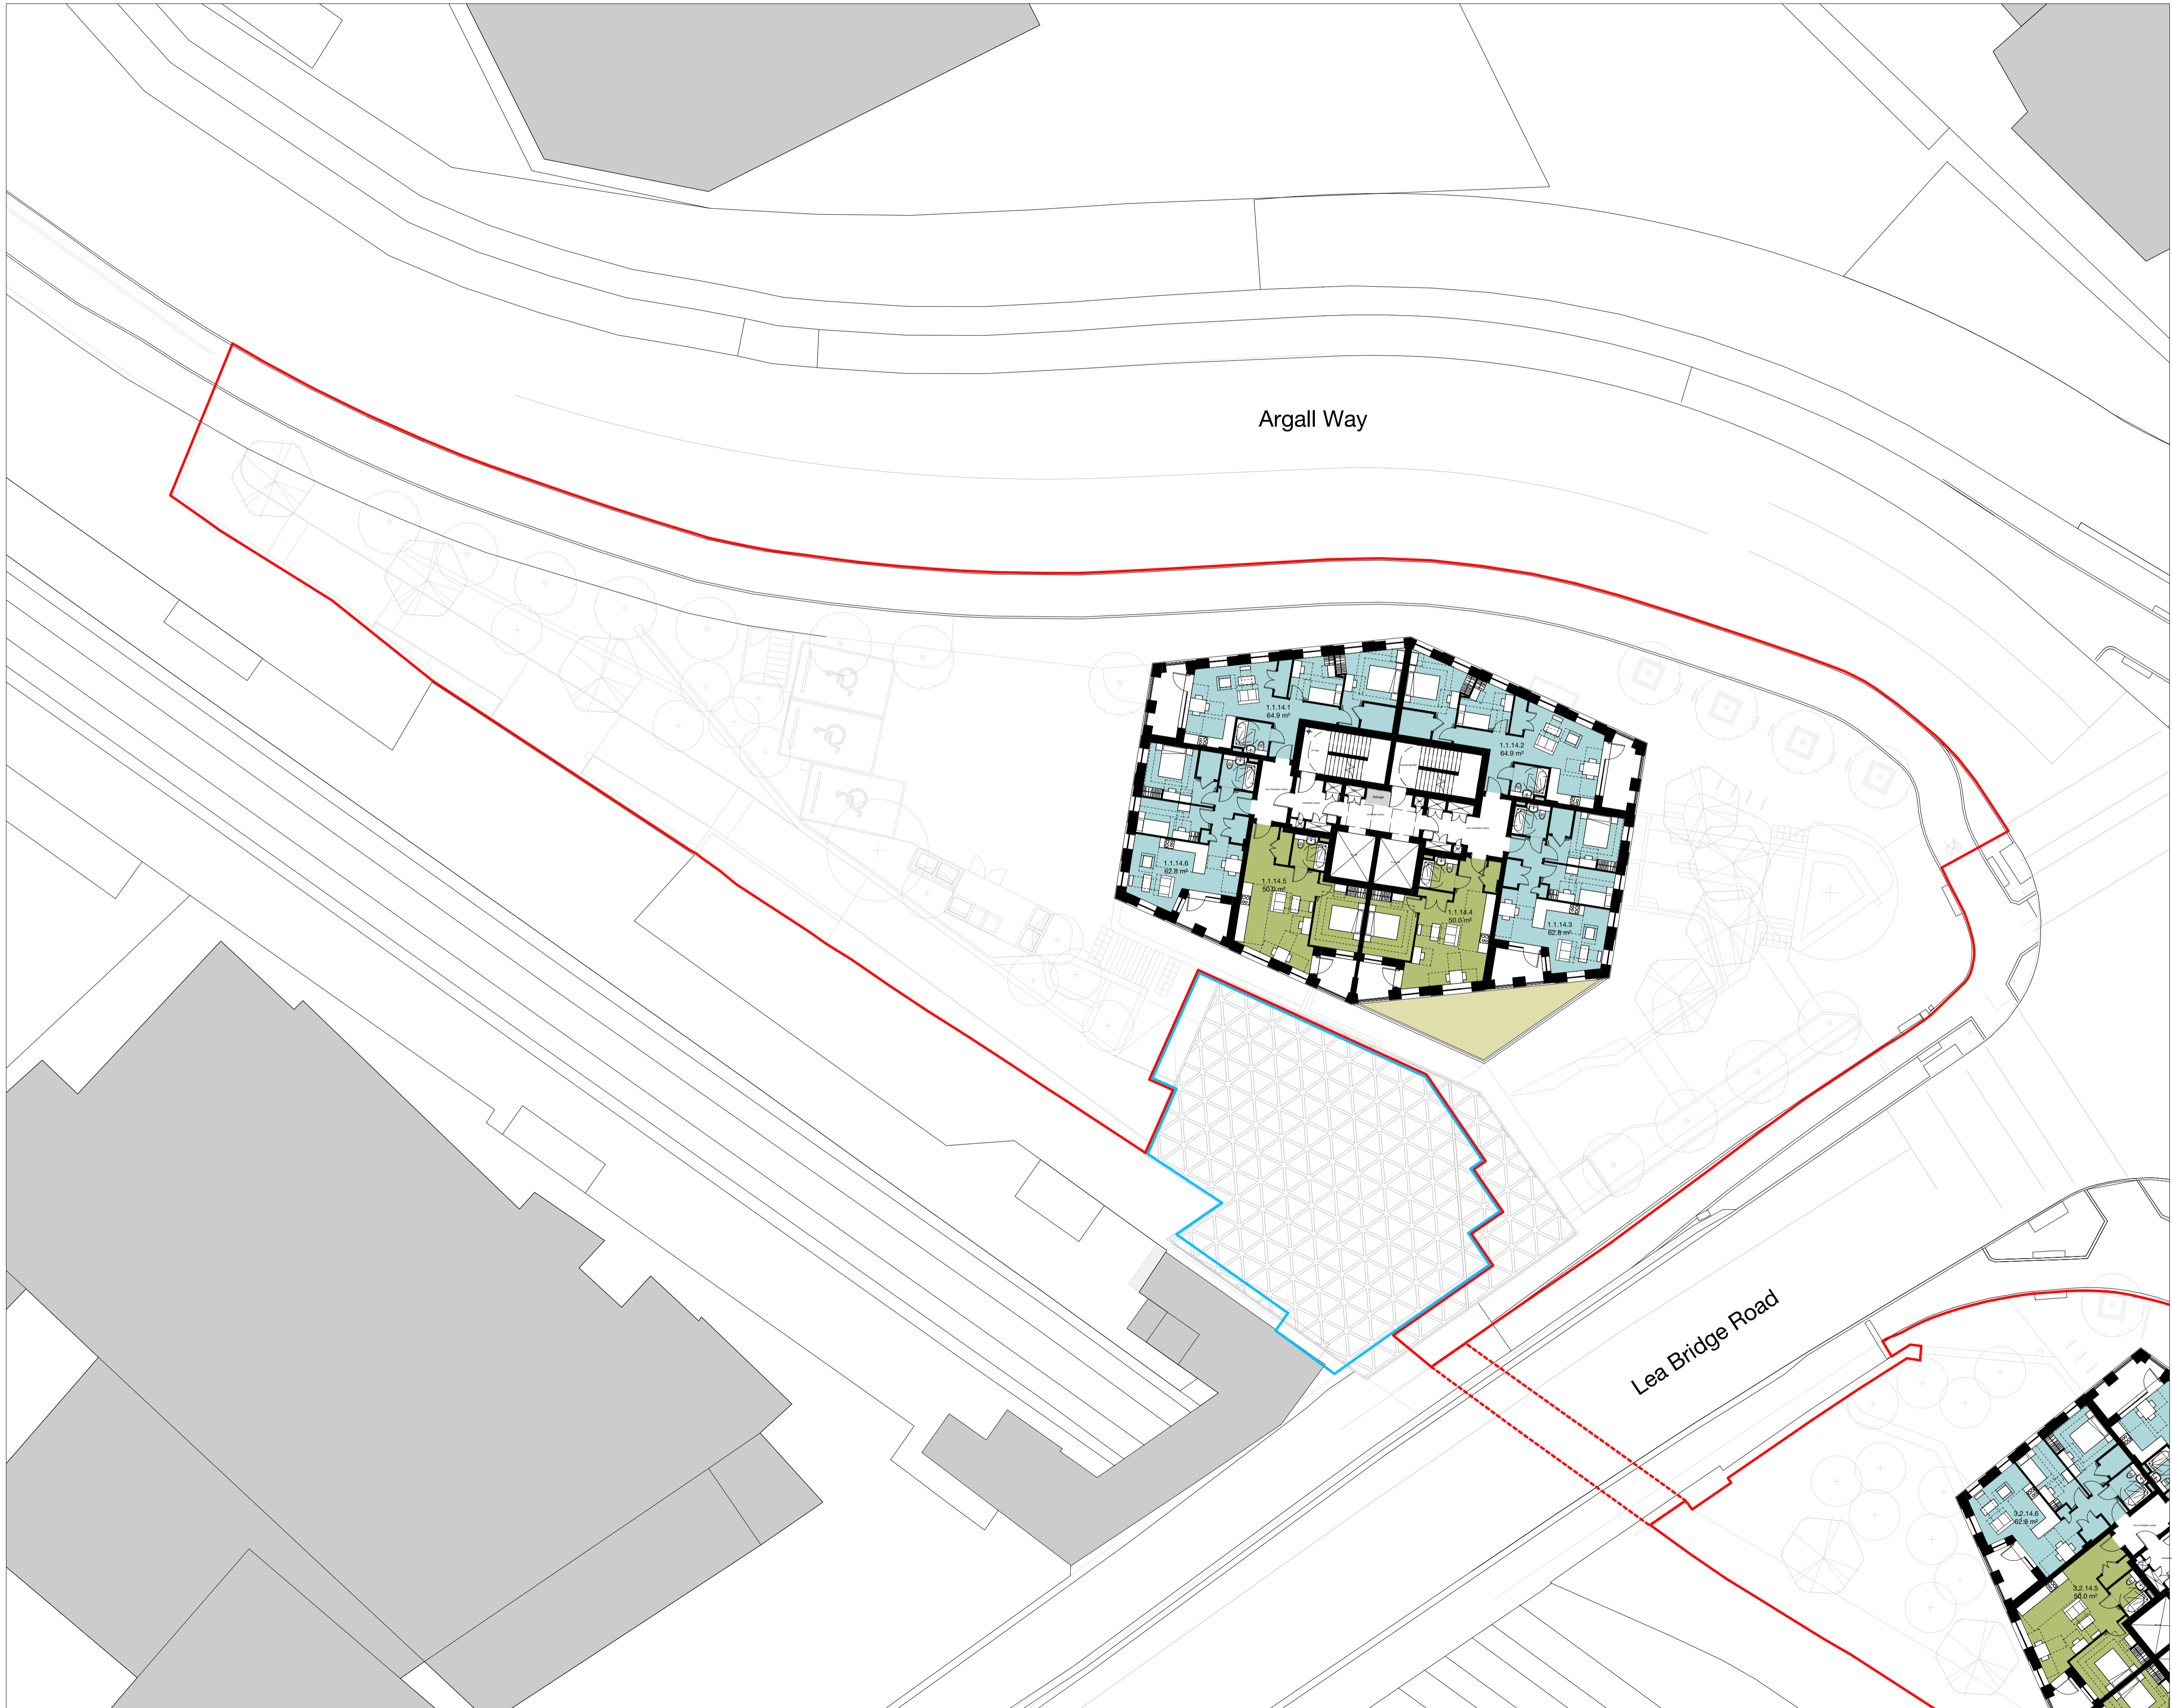 Argall Way
1.1.14.1
64.9 m²
1.1.14.2
64.9 m²
1.1.14.6
62.8 m²
1.1.14.5
50.0 m²
1.1.14.4
50.0 m²
1.1.14.3
62.8 m²
Lea Bridge Road
3.2.14.6
62.8 m²
3.2.14.5
50.0 m²